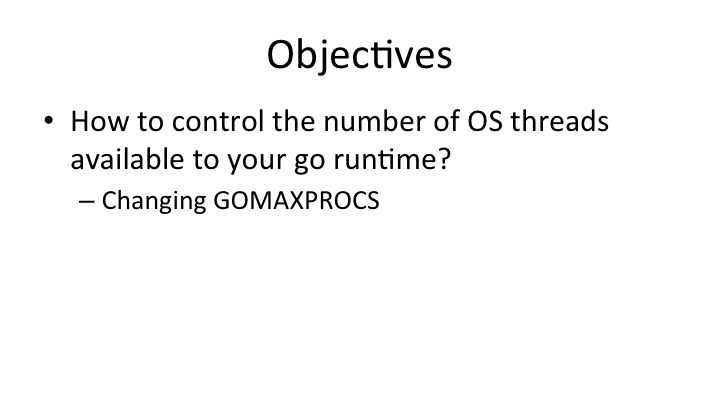 Objectives
• How to control the number of OS threads
available to your go runtime?
– Changing GOMAXPROCS